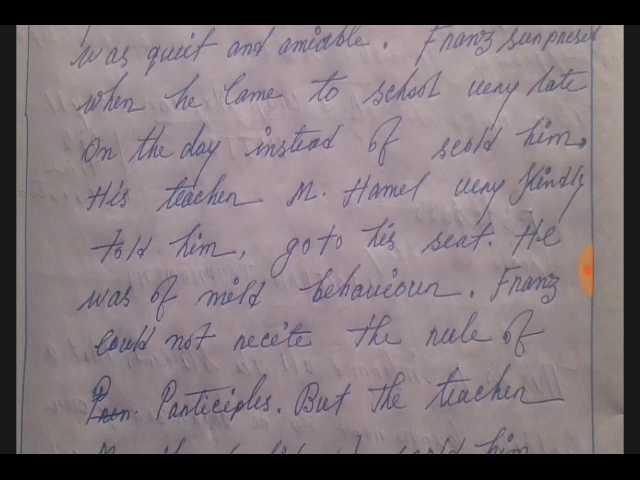 was quiet and amiable. Franz surprised
when he came to school very late
on the day instead of scold him.
His teacher M. Hamel very kindly
told him, go to his seat. He
was of mild behaviour. Franz
could not recite the rule of
Participles. But the teacher
him